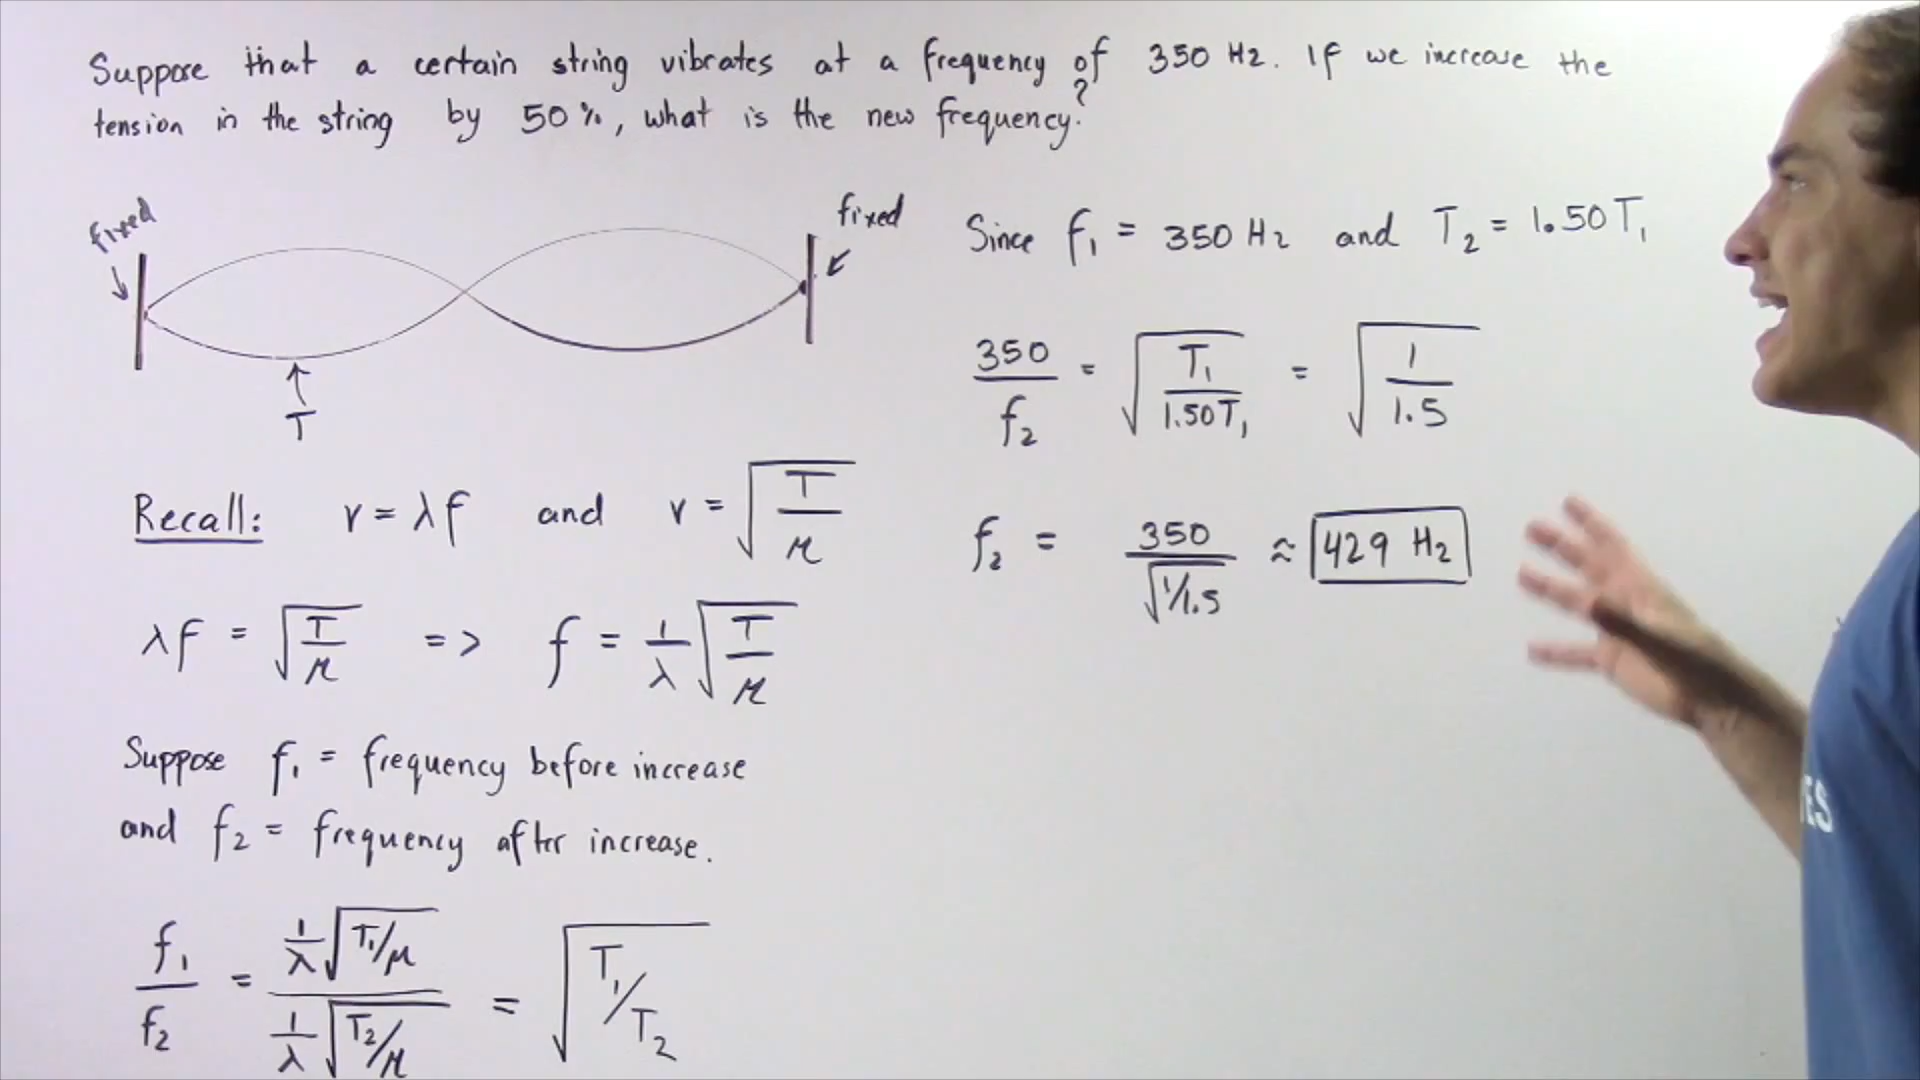 Suppose that a certain string vibrates at a frequency of 350 Hz. If we increase the
tension in the string by 50%, what is the new frequency?
fixed
fixed
T
Recall: v = λf and v = √(T/μ)
λf = √(T/μ) => f = 1/λ √(T/μ)
Suppose f₁ = frequency before increase
and f₂ = frequency after increase.
f₁/f₂ = (1/λ √(T₁/μ))/(1/λ √(T₂/μ)) = √(T₁/T₂)
Since f₁ = 350 Hz and T₂ = 1.50T₁
350/f₂ = √(T₁/1.50T₁) = √(1/1.5)
f₂ = 350/√(1/1.5) ≈ 429 Hz
ES